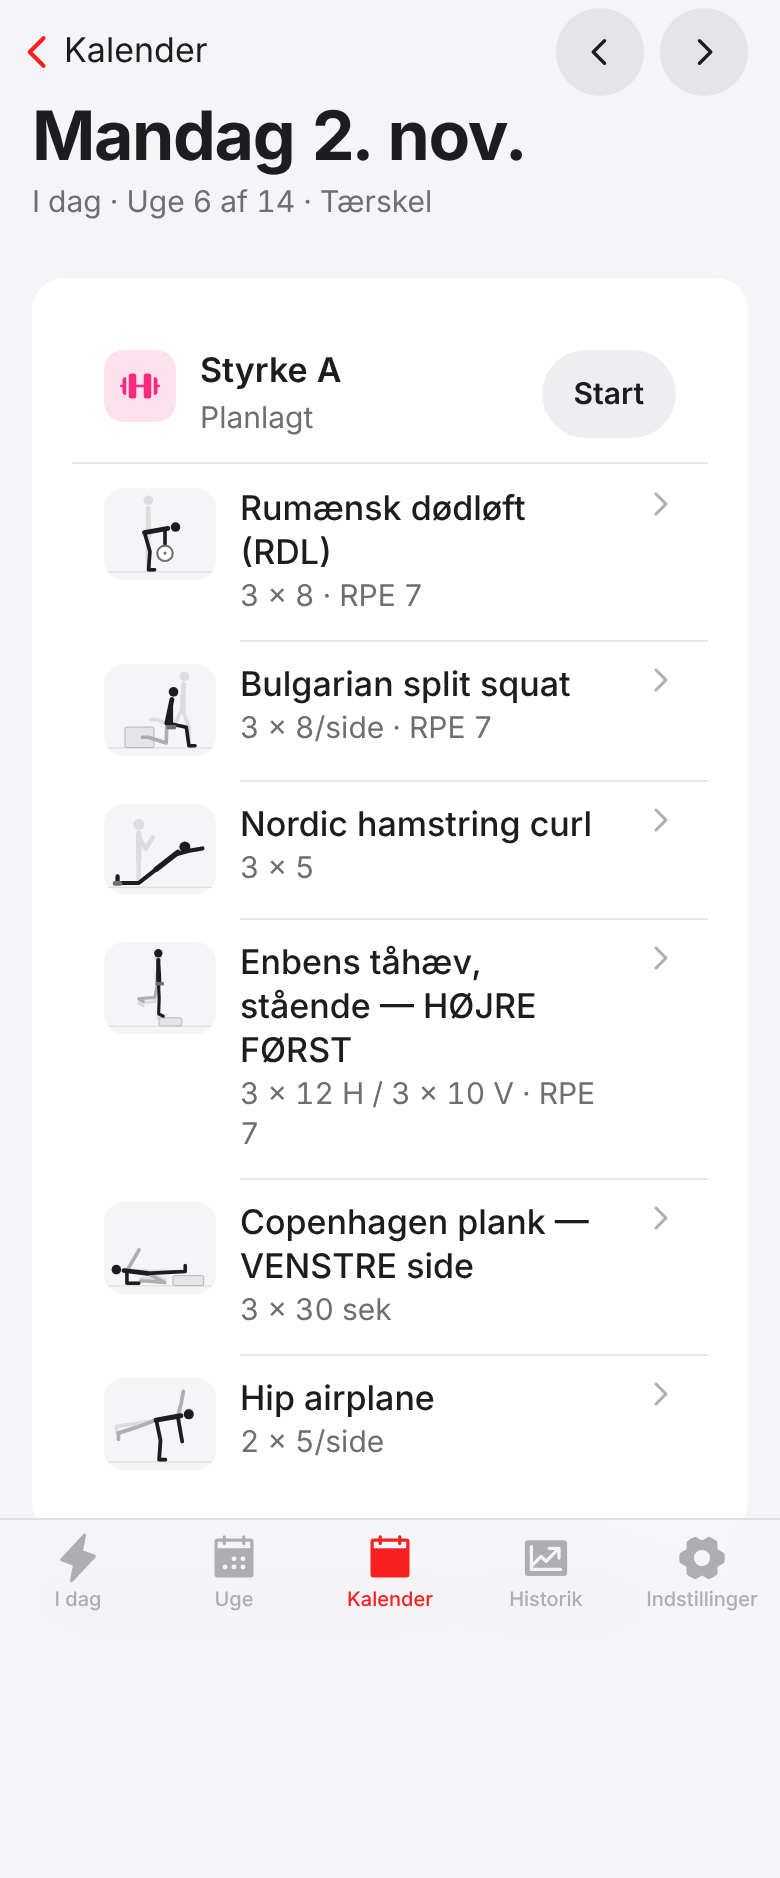 Kalender
Mandag 2. nov.
I dag · Uge 6 af 14 · Tærskel
Styrke A
Planlagt
Start
Rumænsk dødløft
(RDL)
3 × 8 · RPE 7
Bulgarian split squat
3 × 8/side · RPE 7
Nordic hamstring curl
3 × 5
Enbens tåhæv,
stående — HØJRE
FØRST
3 × 12 H / 3 × 10 V · RPE
7
Copenhagen plank —
VENSTRE side
3 × 30 sek
Hip airplane
2 × 5/side
I dag
Uge
Kalender
Historik
Indstillinger